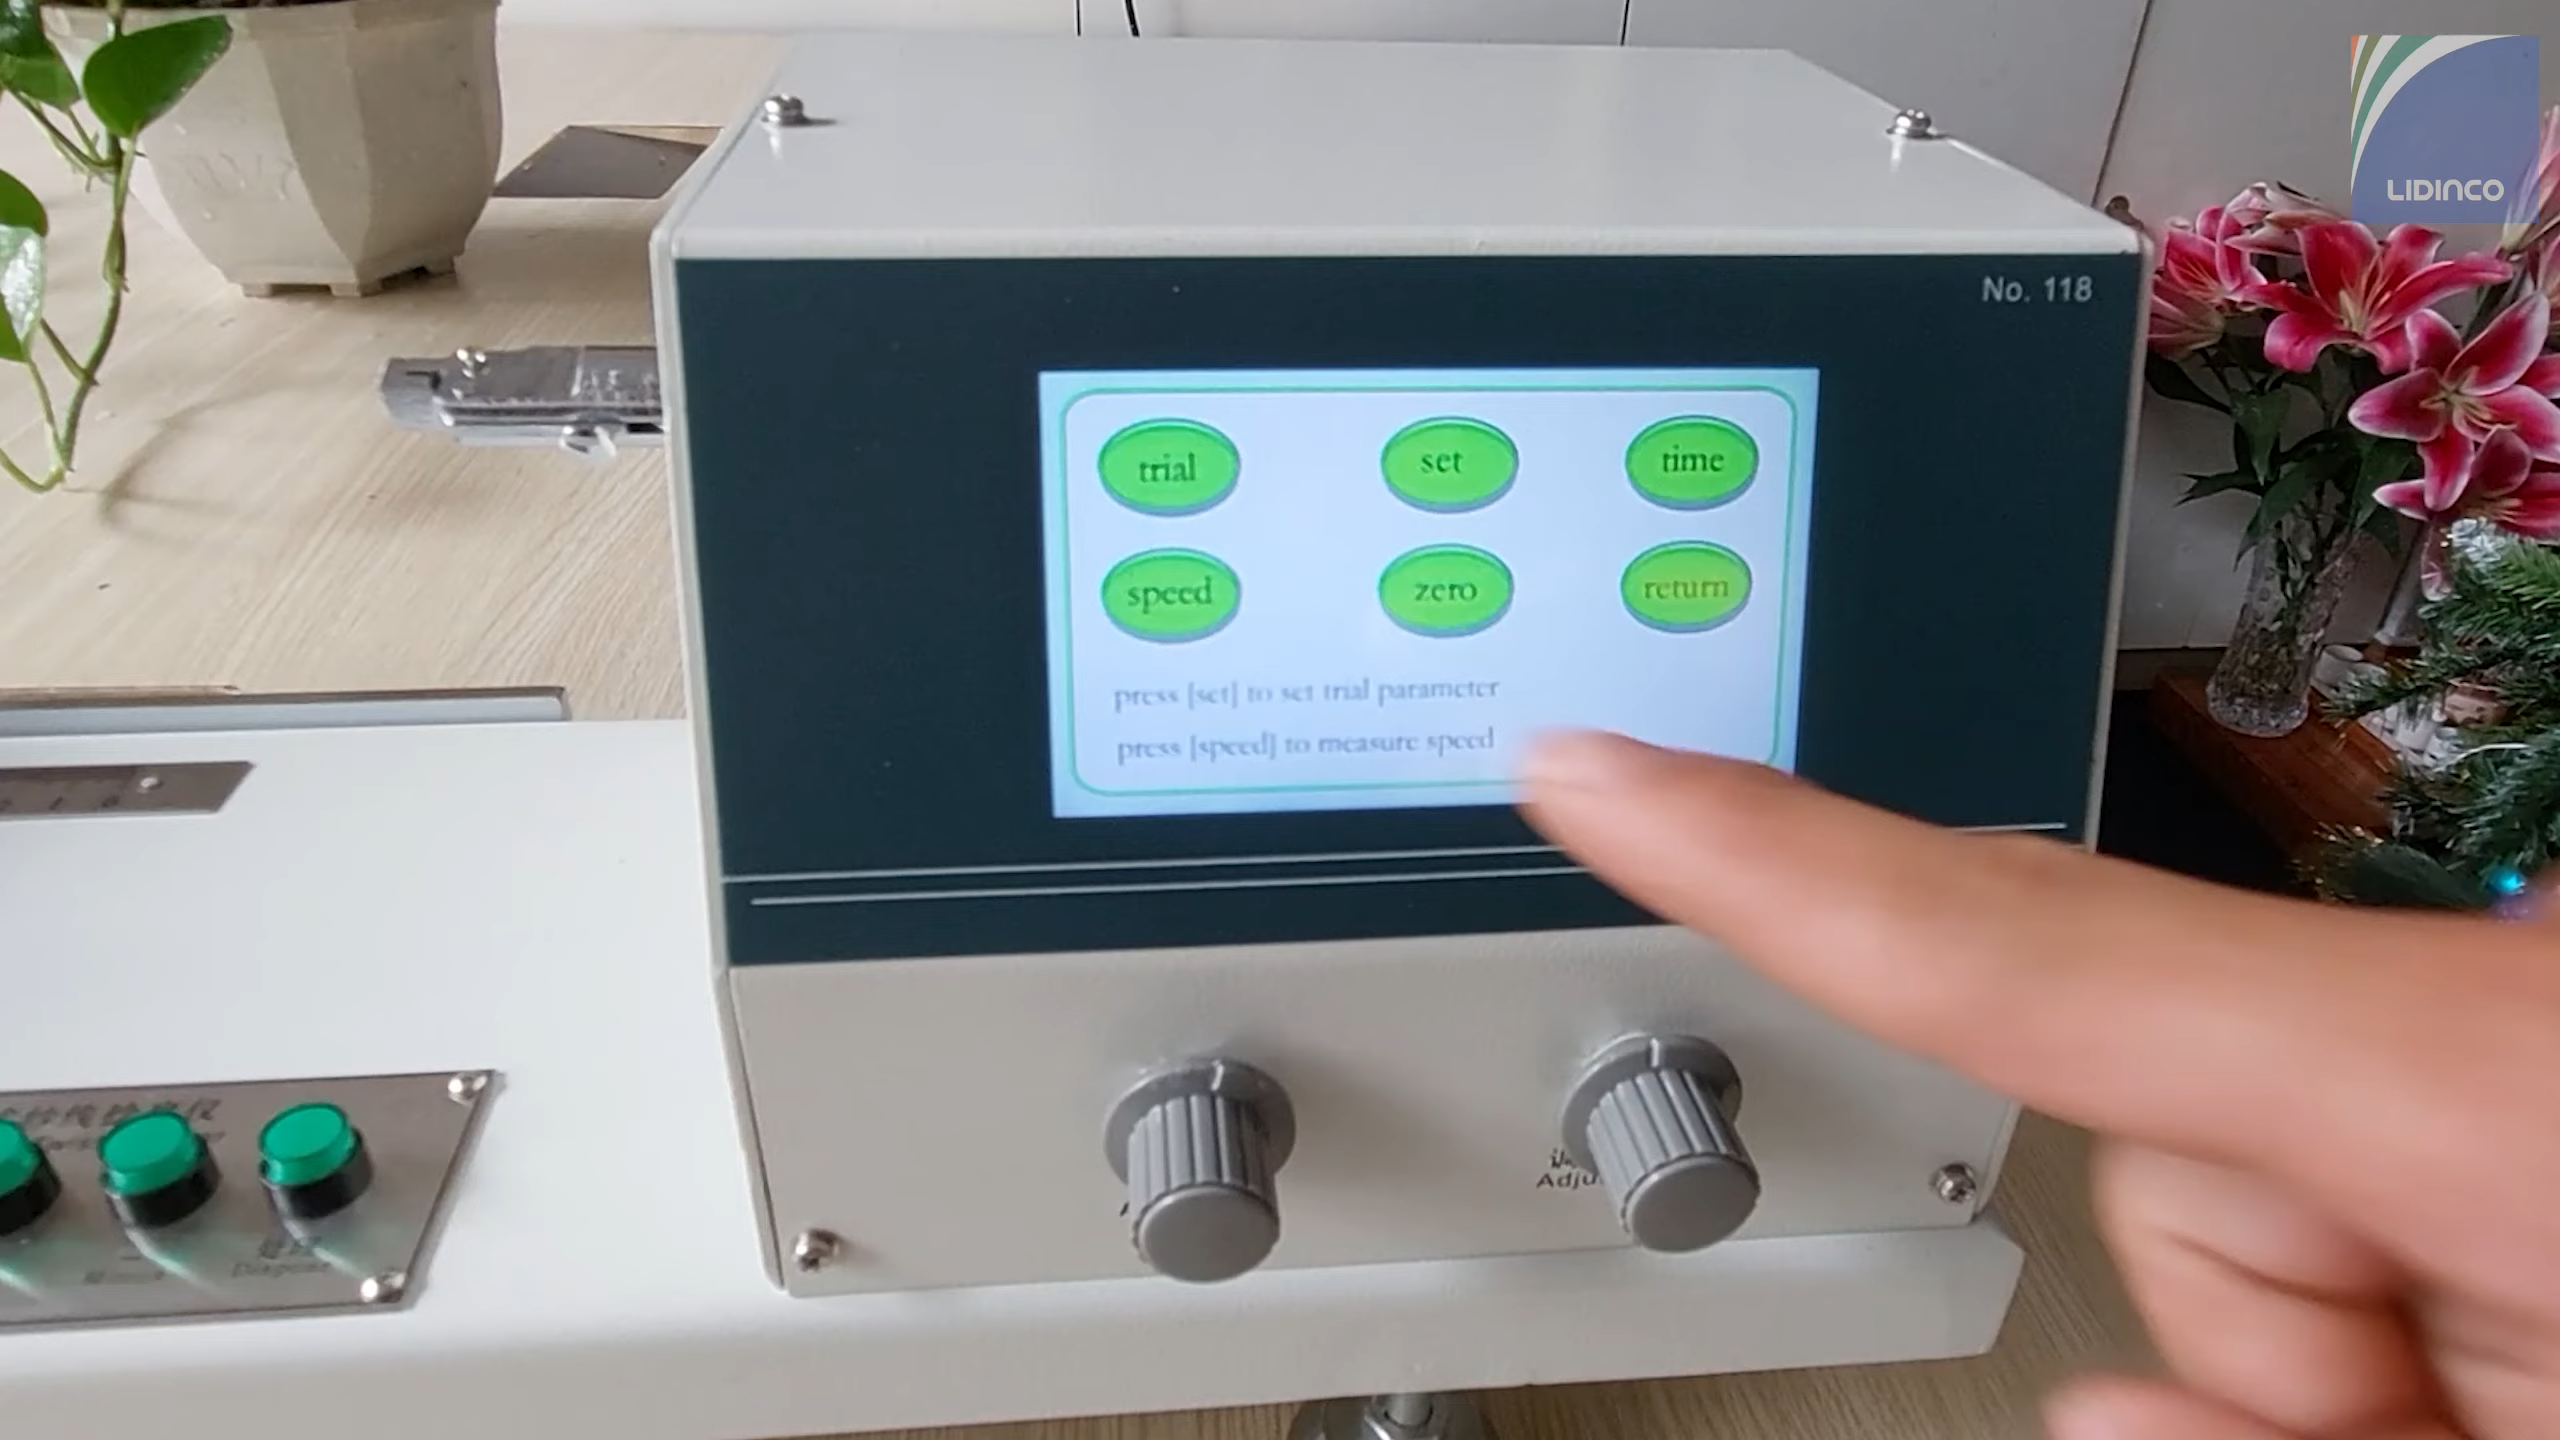 LIDINCO
No. 118
trial
set
time
speed
zero
return
press [set] to set trial parameter
press [speed] to measure speed